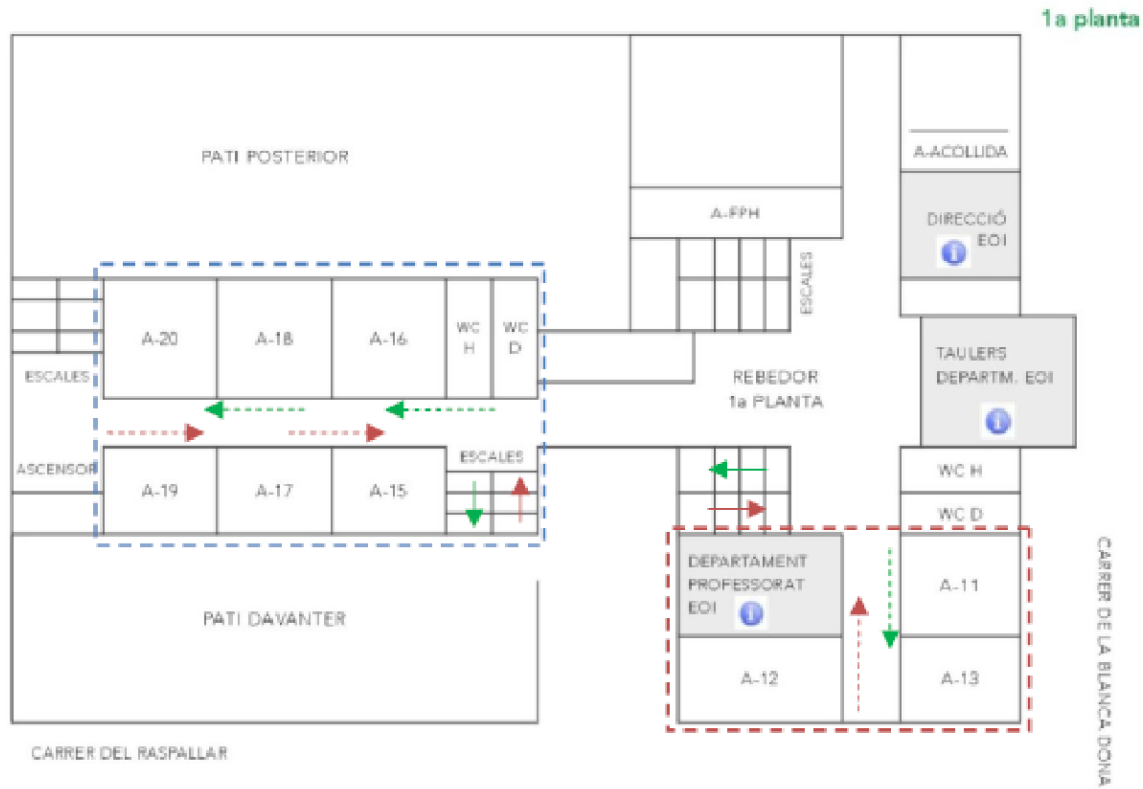 1a planta
PATI POSTERIOR
A-ACOLLIDA
A-FPH
DIRECCIÓ
EOI
ESCALES
A-20
A-18
A-16
WC
H
WC
D
ESCALES
REBEDOR
1a PLANTA
TAULERS
DEPARTM. EOI
ASCENSOR
A-19
A-17
A-15
ESCALES
WC H
WC D
DEPARTAMENT
PROFESSORAT
EOI
A-11
A-12
A-13
PATI DAVANTER
CARRER DEL RASPALLAR
CARRER DE LA BLANCA DONA